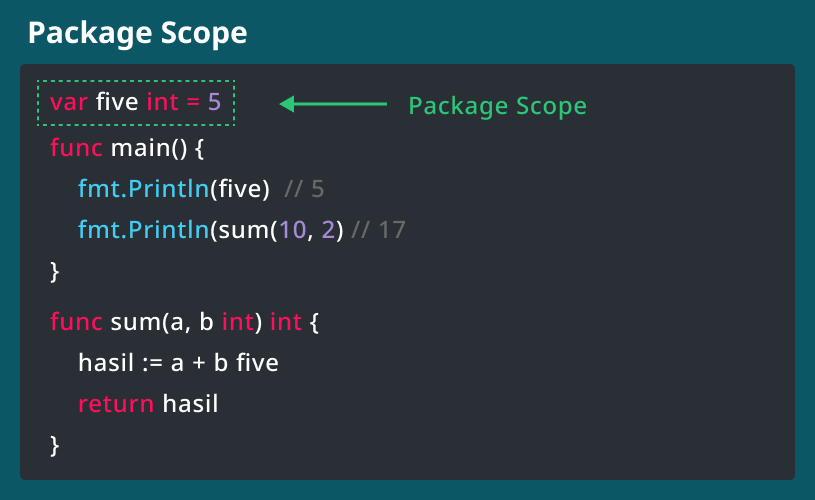 Package Scope
var five int = 5
Package Scope
func main() {
fmt.Println(five) // 5
fmt.Println(sum(10, 2) // 17
}
func sum(a, b int) int {
hasil := a + b five
return hasil
}